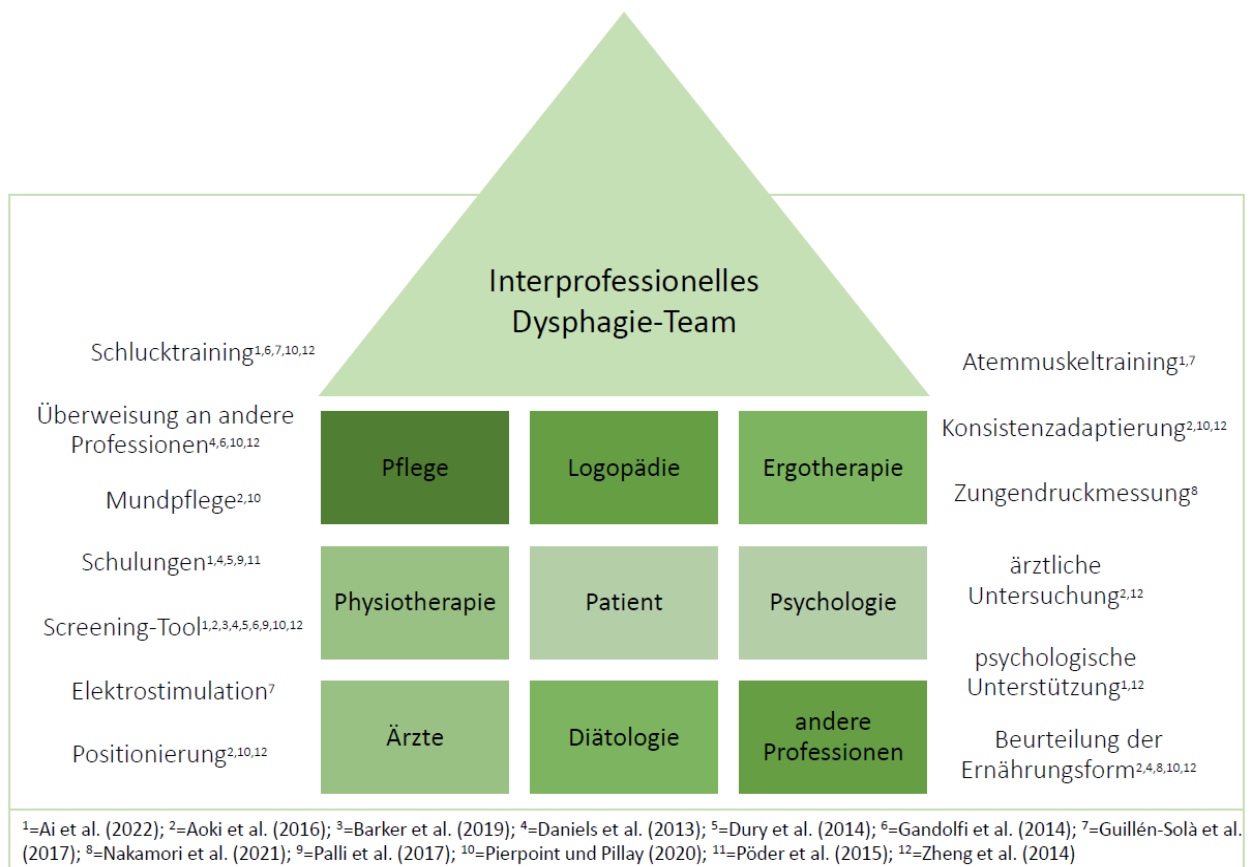 Interprofessionelles
Dysphagie-Team
Schlucktraining1,6,7,10,12
Überweisung an andere
Professionen4,6,10,12
Mundpflege2,10
Schulungen1,4,5,9,11
Screening-Tool1,2,3,4,5,6,9,10,12
Elektrostimulation7
Positionierung2,10,12
Pflege
Logopädie
Ergotherapie
Physiotherapie
Patient
Psychologie
Ärzte
Diätologie
andere
Professionen
Atemmuskeltraining1,7
Konsistenzadaptierung2,10,12
Zungendruckmessung8
ärztliche
Untersuchung2,12
psychologische
Unterstützung1,12
Beurteilung der
Ernährungsform2,4,8,10,12
1=Ai et al. (2022); 2=Aoki et al. (2016); 3=Barker et al. (2019); 4=Daniels et al. (2013); 5=Dury et al. (2014); 6=Gandolfi et al. (2014); 7=Guillén-Solà et al.
(2017); 8=Nakamori et al. (2021); 9=Palli et al. (2017); 10=Pierpoint und Pillay (2020); 11=Pöder et al. (2015); 12=Zheng et al. (2014)